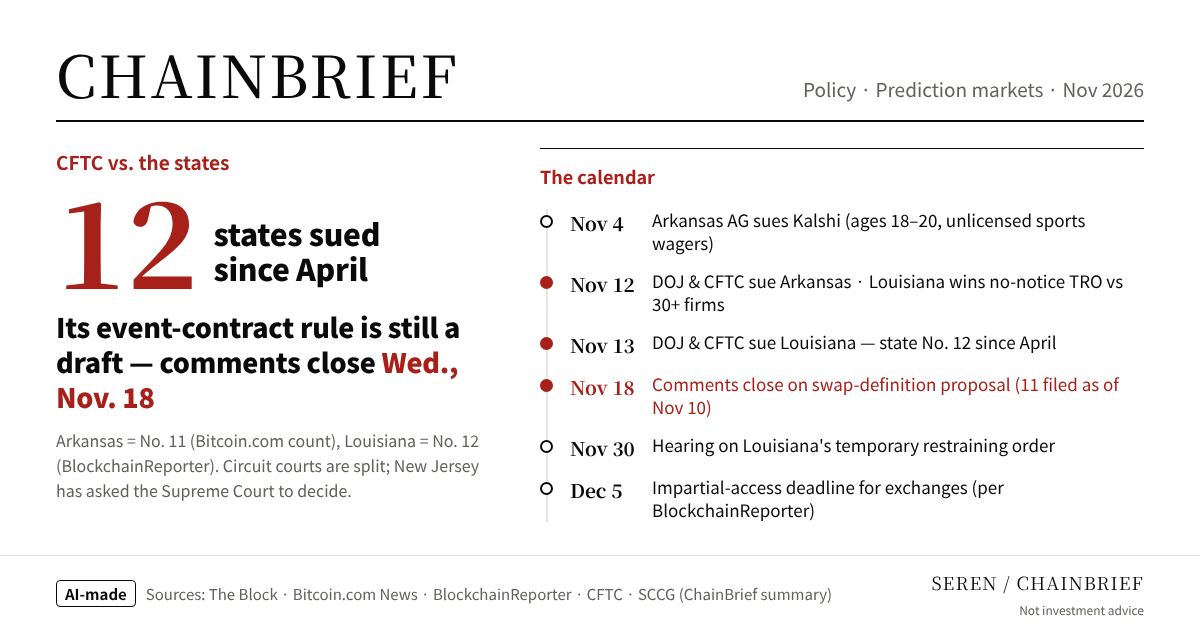 CHAINBRIEF
Policy · Prediction markets · Nov 2026
CFTC vs. the states
12
states sued
since April
Its event-contract rule is still a
draft — comments close Wed.,
Nov. 18
Arkansas = No. 11 (Bitcoin.com count), Louisiana = No. 12
(BlockchainReporter). Circuit courts are split; New Jersey
has asked the Supreme Court to decide.
The calendar
Nov 4 Arkansas AG sues Kalshi (ages 18–20, unlicensed sports
wagers)
Nov 12 DOJ & CFTC sue Arkansas · Louisiana wins no-notice TRO vs
30+ firms
Nov 13 DOJ & CFTC sue Louisiana — state No. 12 since April
Nov 18 Comments close on swap-definition proposal (11 filed as of
Nov 10)
Nov 30 Hearing on Louisiana's temporary restraining order
Dec 5 Impartial-access deadline for exchanges (per
BlockchainReporter)
AI-made Sources: The Block · Bitcoin.com News · BlockchainReporter · CFTC · SCCG (ChainBrief summary)
SEREN / CHAINBRIEF
Not investment advice